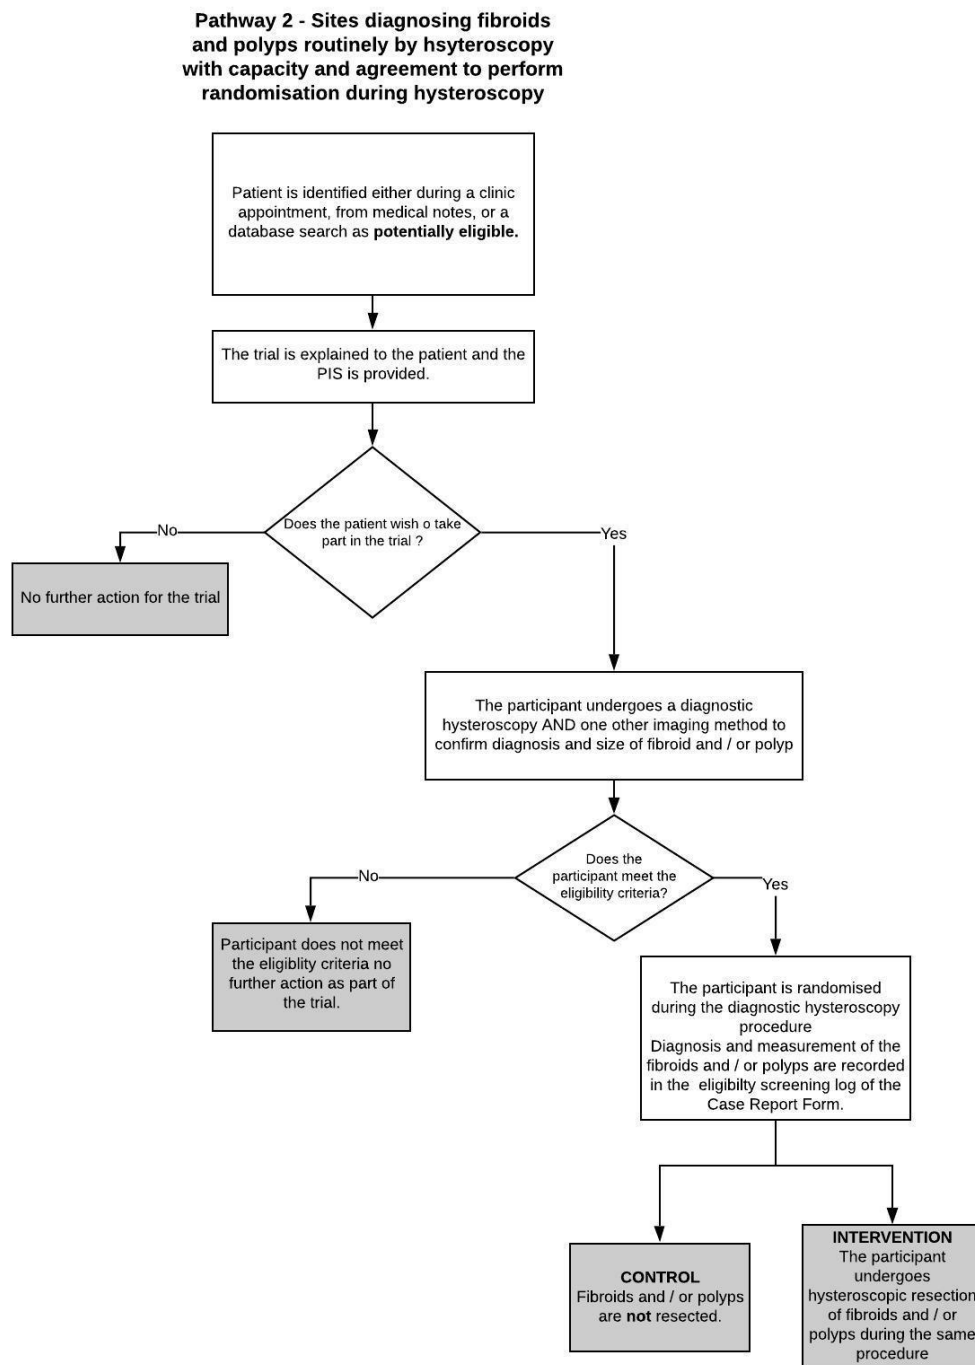 Pathway 2 - Sites diagnosing fibroids
and polyps routinely by hsyteroscopy
with capacity and agreement to perform
randomisation during hysteroscopy
Patient is identified either during a clinic
appointment, from medical notes, or a
database search as potentially eligible.
The trial is explained to the patient and the
PIS is provided.
Does the patient wish o take
part in the trial ?
No
Yes
No further action for the trial
The participant undergoes a diagnostic
hysteroscopy AND one other imaging method to
confirm diagnosis and size of fibroid and / or polyp
Does the
participant meet the
eligibility criteria?
No
Yes
Participant does not meet
the eligiblity criteria no
further action as part of
the trial.
The participant is randomised
during the diagnostic hysteroscopy
procedure
Diagnosis and measurement of the
fibroids and / or polyps are recorded
in the eligibilty screening log of the
Case Report Form.
CONTROL
Fibroids and / or polyps
are not resected.
INTERVENTION
The participant
undergoes
hysteroscopic resection
of fibroids and / or
polyps during the same
procedure